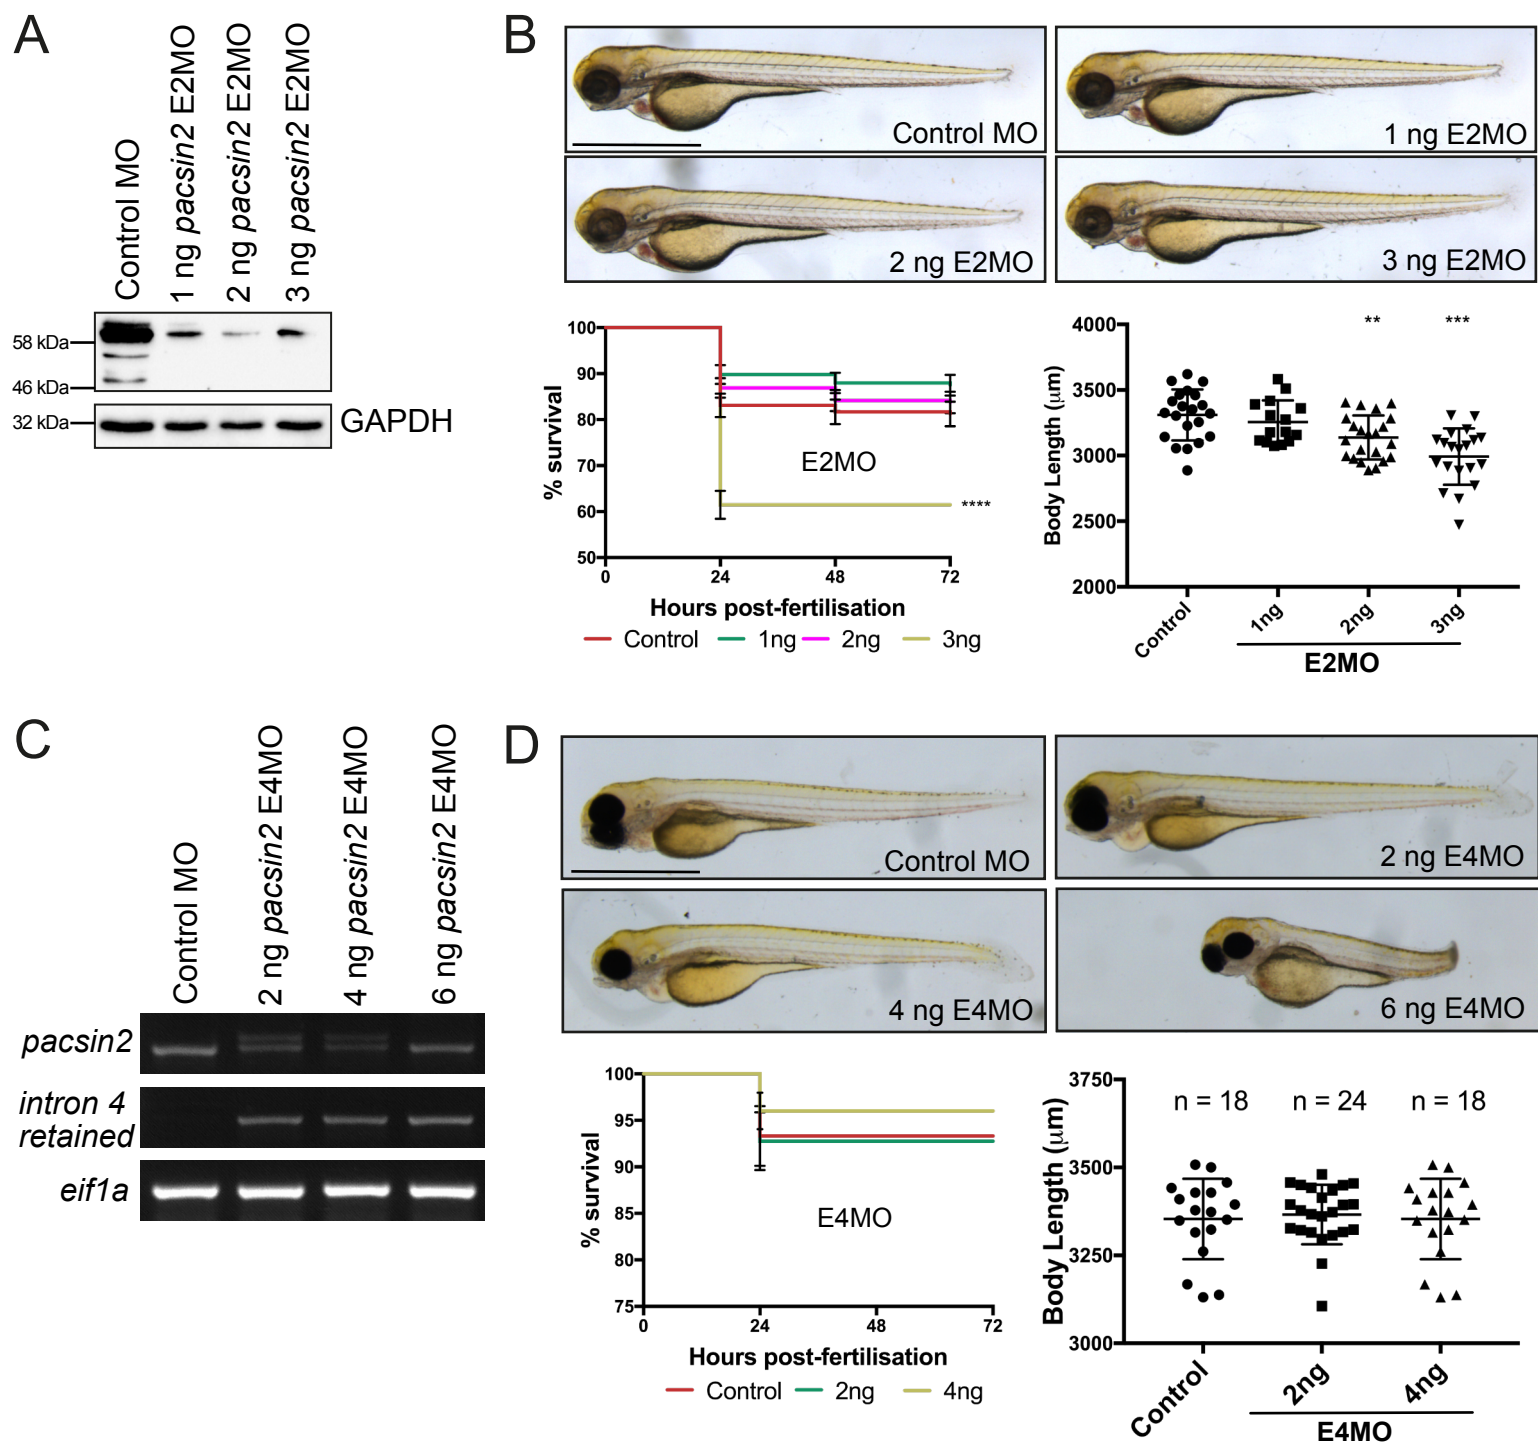 A
Control MO
1 ng pacsin2 E2MO
2 ng pacsin2 E2MO
3 ng pacsin2 E2MO
58 kDa
46 kDa
32 kDa
GAPDH
B
Control MO
1 ng E2MO
2 ng E2MO
3 ng E2MO
% survival
100
90
80
70
60
50
E2MO
****
0
24
48
72
Hours post-fertilisation
Control
1ng
2ng
3ng
Body Length (μm)
4000
3500
3000
2500
2000
**
***
Control
1ng
2ng
3ng
E2MO
C
Control MO
2 ng pacsin2 E4MO
4 ng pacsin2 E4MO
6 ng pacsin2 E4MO
pacsin2
intron 4
retained
eif1a
D
Control MO
2 ng E4MO
4 ng E4MO
6 ng E4MO
% survival
100
95
90
85
80
75
E4MO
0
24
48
72
Hours post-fertilisation
Control
2ng
4ng
Body Length (μm)
3750
3500
3250
3000
n = 18
n = 24
n = 18
Control
2ng
4ng
E4MO